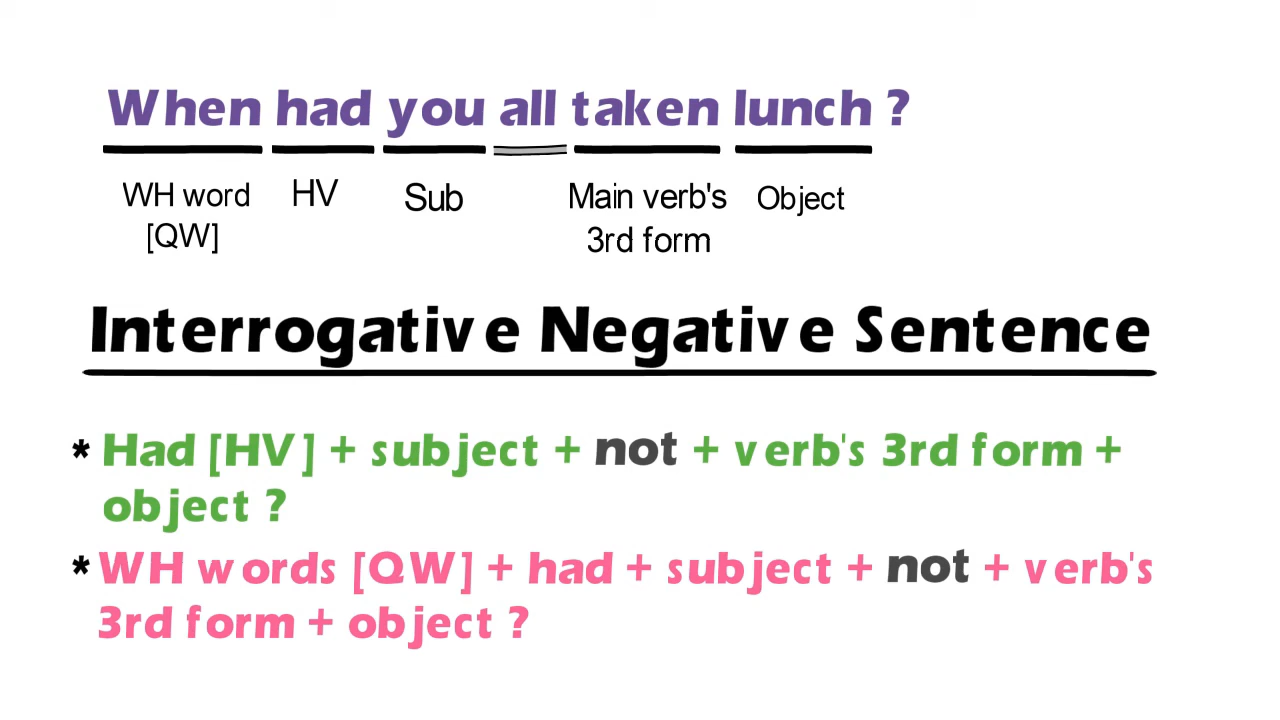 When had you all taken lunch ?
WH word HV Sub Main verb's Object
[QW] 3rd form
Interrogative Negative Sentence
* Had [HV] + subject + not + verb's 3rd form +
object ?
* WH words [QW] + had + subject + not + verb's
3rd form + object ?